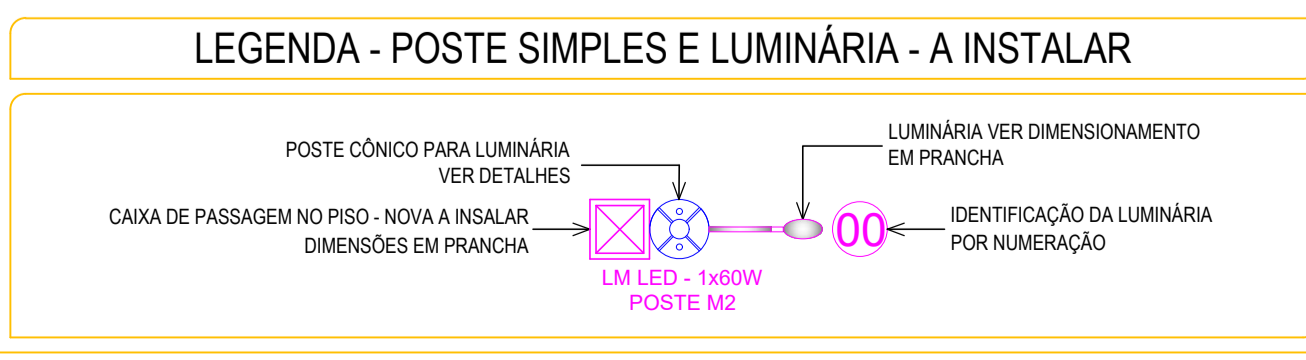 LEGENDA - POSTE SIMPLES E LUMINÁRIA - A INSTALAR
POSTE CÔNICO PARA LUMINÁRIA
VER DETALHES
LUMINÁRIA VER DIMENSIONAMENTO
EM PRANCHA
CAIXA DE PASSAGEM NO PISO - NOVA A INSALAR
DIMENSÕES EM PRANCHA
00
IDENTIFICAÇÃO DA LUMINÁRIA
POR NUMERAÇÃO
LM LED - 1x60W
POSTE M2